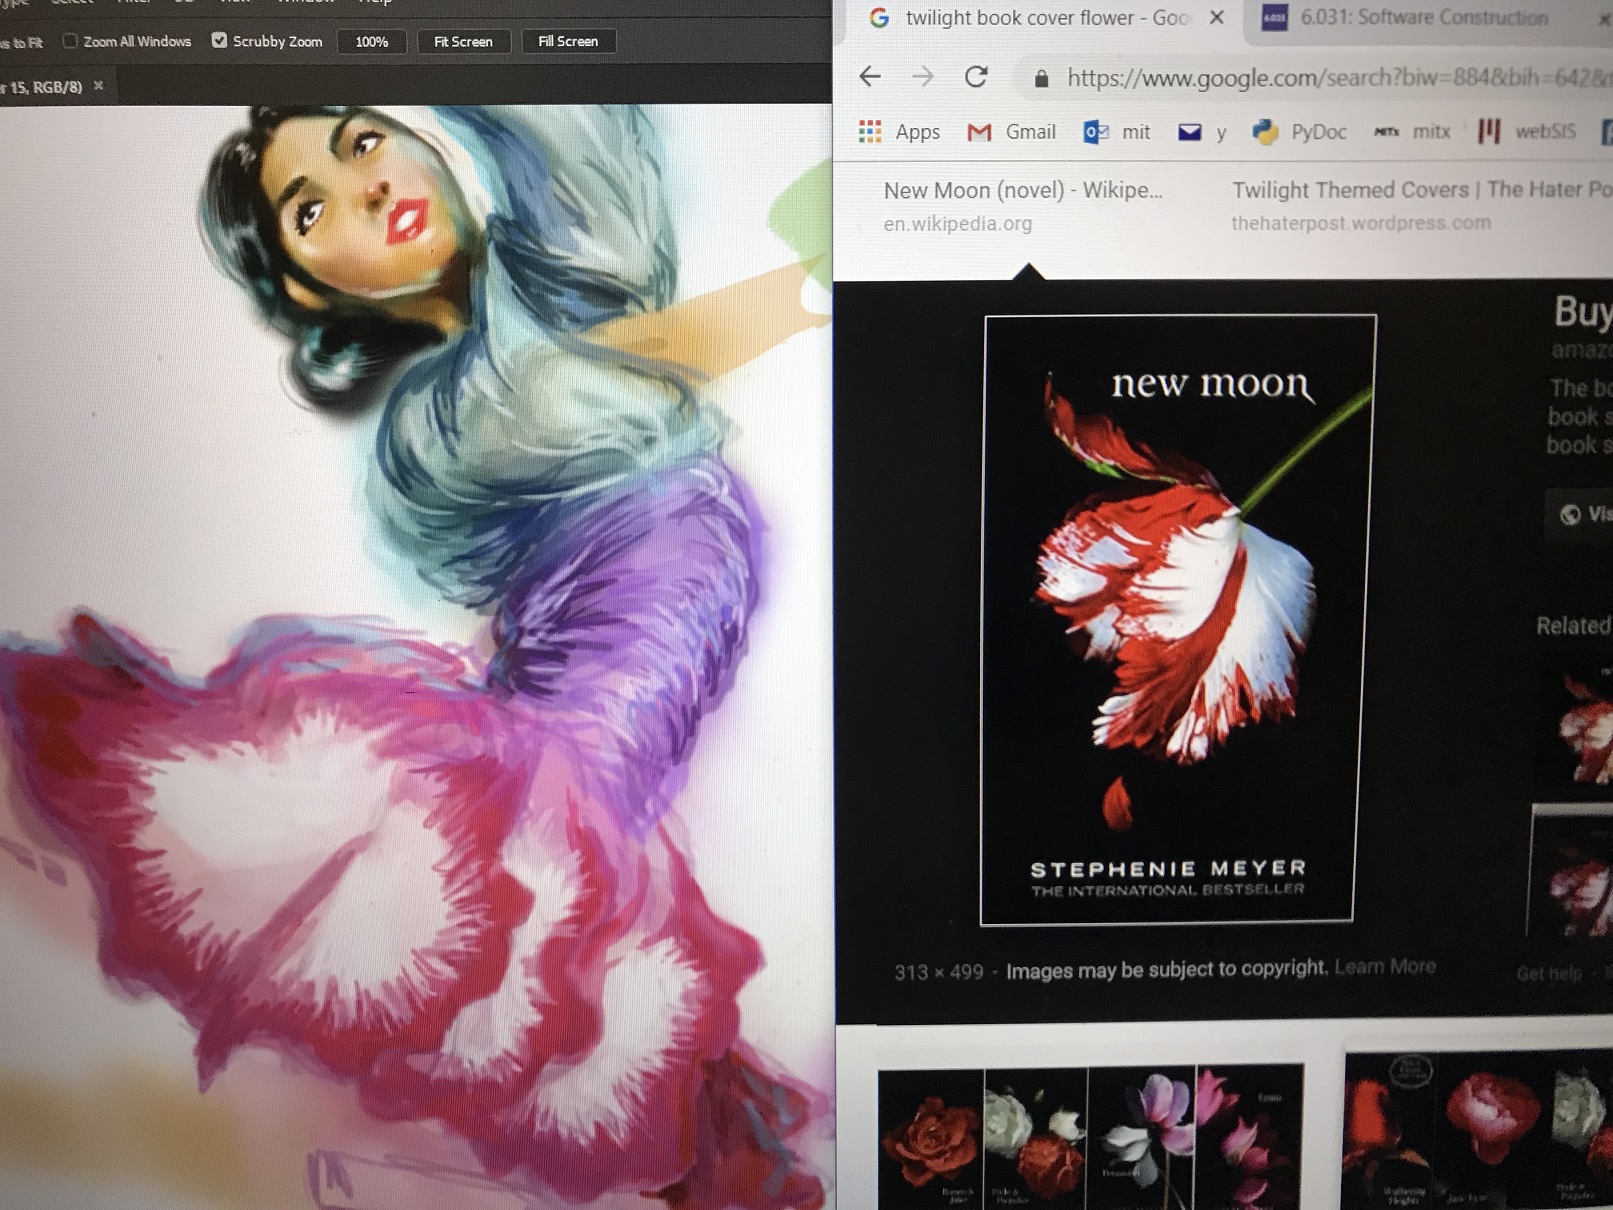 Window Help
Zoom All Windows Scrubby Zoom 100% Fit Screen Fill Screen
15, RGB/8)
twilight book cover flower - Goo
6.031: Software Construction
https://www.google.com/search?biw=884&bih=642&
Apps Gmail mit y PyDoc MITx mitx webSIS
New Moon (novel) - Wikipe...
en.wikipedia.org
Twilight Themed Covers | The Hater Po
thehaterpost.wordpress.com
new moon
STEPHENIE MEYER
THE INTERNATIONAL BESTSELLER
313 × 499 - Images may be subject to copyright. Learn More
Buy
amazo
The bo
book s
book s
Vis
Related
Get help